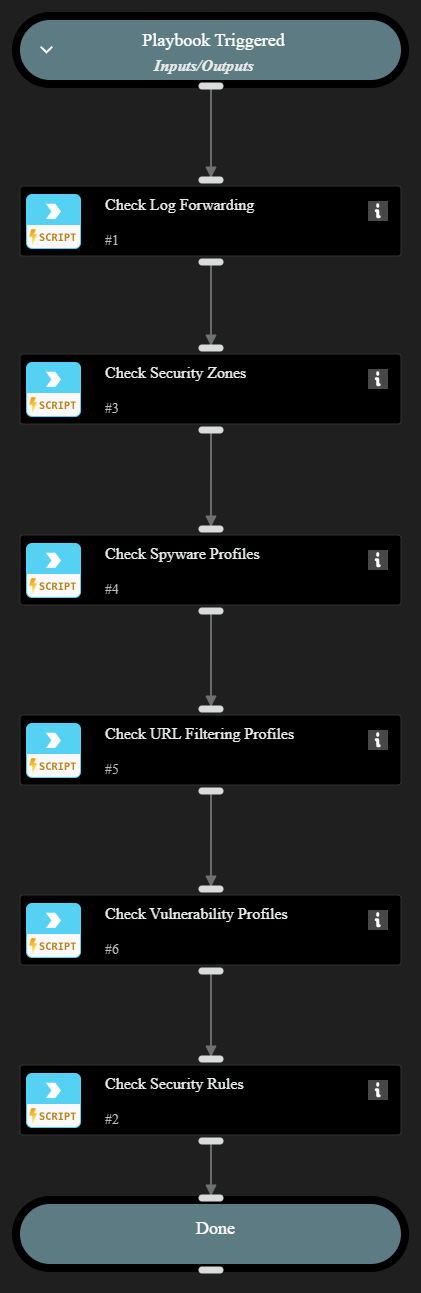 Playbook Triggered
Inputs/Outputs
Check Log Forwarding
SCRIPT
#1
Check Security Zones
SCRIPT
#3
Check Spyware Profiles
SCRIPT
#4
Check URL Filtering Profiles
SCRIPT
#5
Check Vulnerability Profiles
SCRIPT
#6
Check Security Rules
SCRIPT
#2
Done